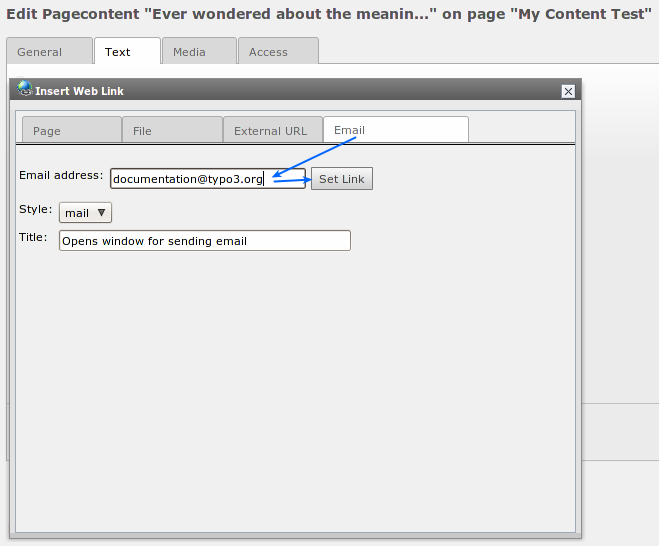 Edit Pagecontent "Ever wondered about the meanin..." on page "My Content Test"
General Text Media Access
Insert Web Link
Page File External URL Email
Email address: documentation@typo3.org Set Link
Style: mail
Title: Opens window for sending email